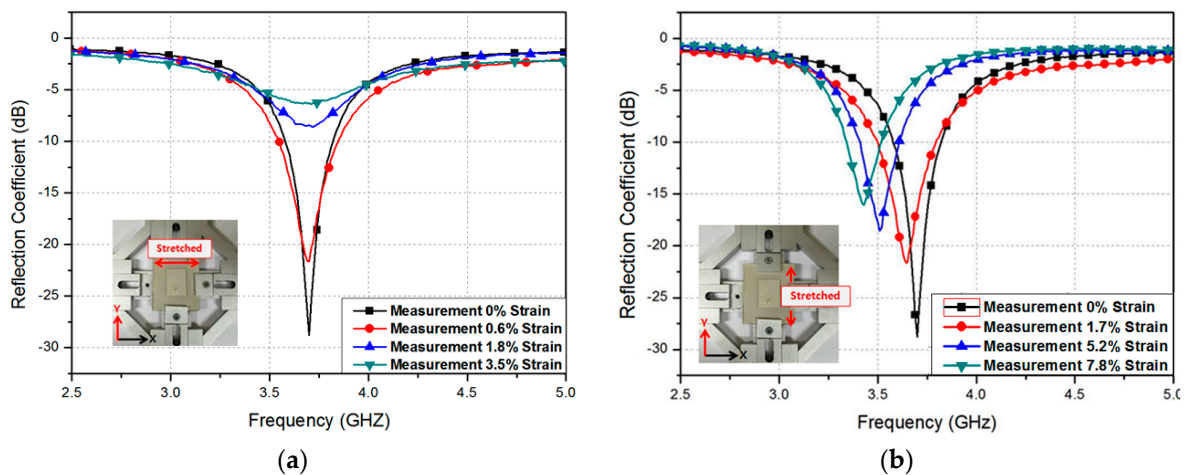 0
-5
-10
-15
-20
-25
-30
Reflection Coefficient (dB)
Stretched
Y
X
Measurement 0% Strain
Measurement 0.6% Strain
Measurement 1.8% Strain
Measurement 3.5% Strain
2.5 3.0 3.5 4.0 4.5 5.0
Frequency (GHZ)
(a)
0
-5
-10
-15
-20
-25
-30
Reflection Coefficient (dB)
Stretched
Y
X
Measurement 0% Strain
Measurement 1.7% Strain
Measurement 5.2% Strain
Measurement 7.8% Strain
2.5 3.0 3.5 4.0 4.5 5.0
Frequency (GHz)
(b)